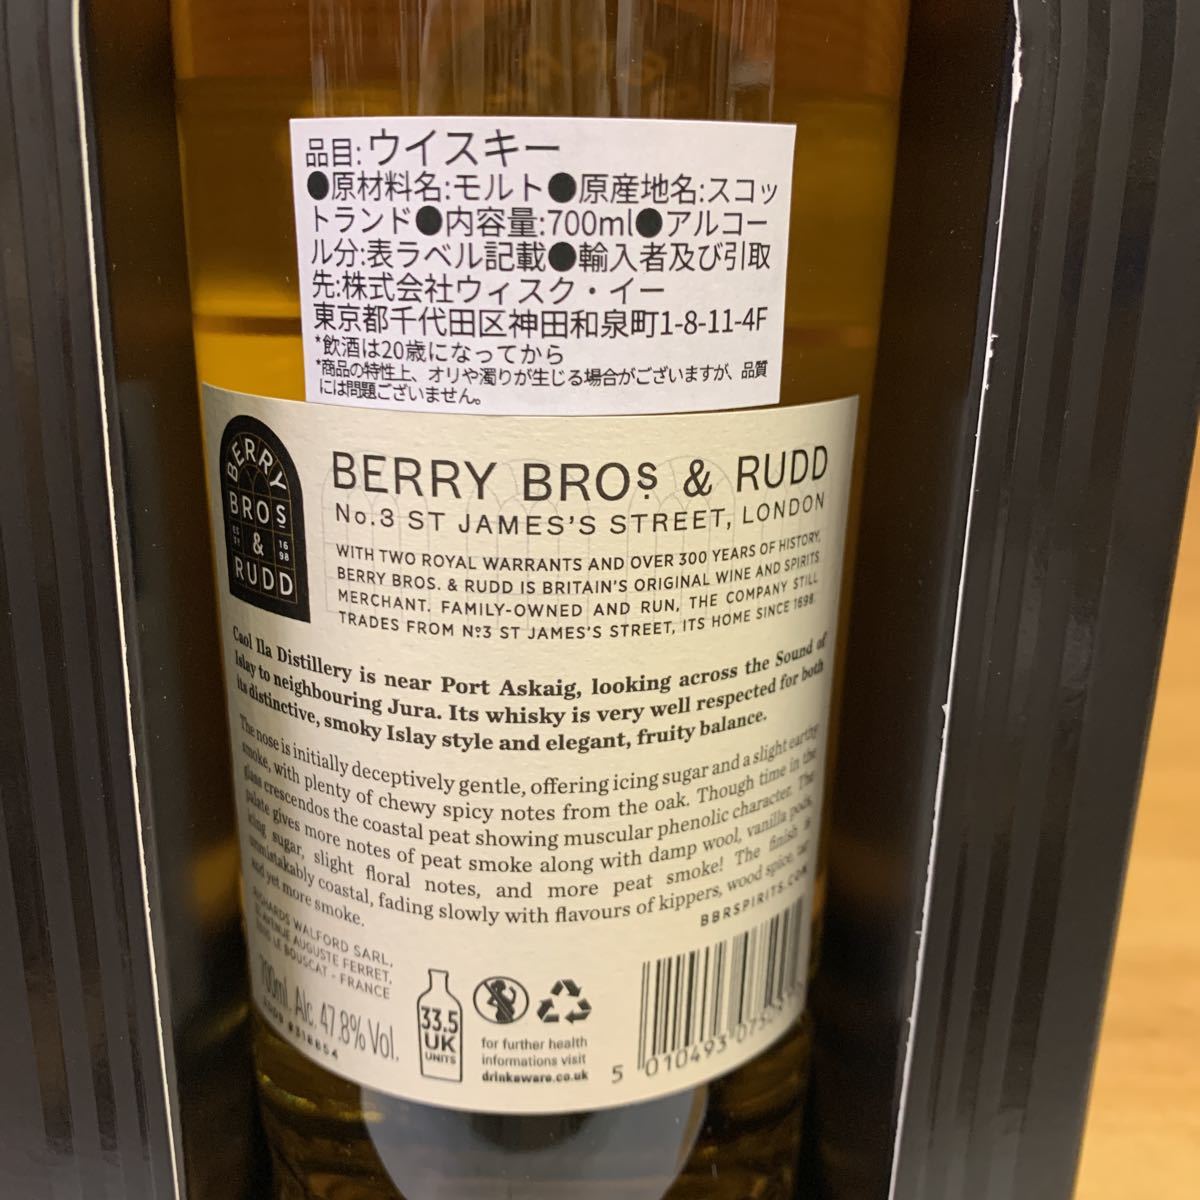 品目:ウイスキー
●原材料名:モルト●原産地名:スコッ
トランド●内容量:700ml●アルコー
ル分:表ラベル記載●輸入者及び引取
先:株式会社ウィスク・イー
東京都千代田区神田和泉町1-8-11-4F
*飲酒は20歳になってから
*商品の特性上、オリや濁りが生じる場合がございますが、品質
には問題ございません。
BERRY
BROS
&
16
98
RUDD
BERRY BROS & RUDD
No.3 ST JAMES'S STREET, LONDON
WITH TWO ROYAL WARRANTS AND OVER 300 YEARS OF HISTORY,
BERRY BROS. & RUDD IS BRITAIN'S ORIGINAL WINE AND SPIRITS
MERCHANT. FAMILY-OWNED AND RUN, THE COMPANY STILL
TRADES FROM Nº3 ST JAMES'S STREET, ITS HOME SINCE 1698.
Caol Ila Distillery is near Port Askaig, looking across the Sound of
Islay to neighbouring Jura. Its whisky is very well respected for both
its distinctive, smoky Islay style and elegant, fruity balance.
The nose is initially deceptively gentle, offering icing sugar and a slight earthy
smoke, with plenty of chewy spicy notes from the oak. Though time in the
glass crescendos the coastal peat showing muscular phenolic character. The
palate gives more notes of peat smoke along with damp wool, vanilla pods,
icing sugar, slight floral notes, and more peat smoke! The finish is
unmistakably coastal, fading slowly with flavours of kippers, wood spice, tar
and yet more smoke.
BBRSPIRITS.COM
RICHARDS WALFORD SARL,
AVENUE AUGUSTE FERRET,
LE BOUSCAT - FRANCE
700ml. Alc. 47.8% Vol.
33.5
UK
UNITS
for further health
informations visit
drinkaware.co.uk
5 010493